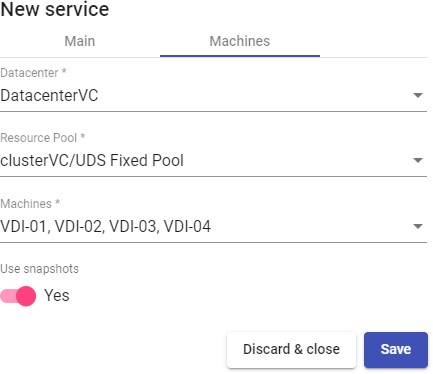 New service
Main Machines
Datacenter *
DatacenterVC
Resource Pool *
clusterVC/UDS Fixed Pool
Machines *
VDI-01, VDI-02, VDI-03, VDI-04
Use snapshots
Yes
Discard & close Save